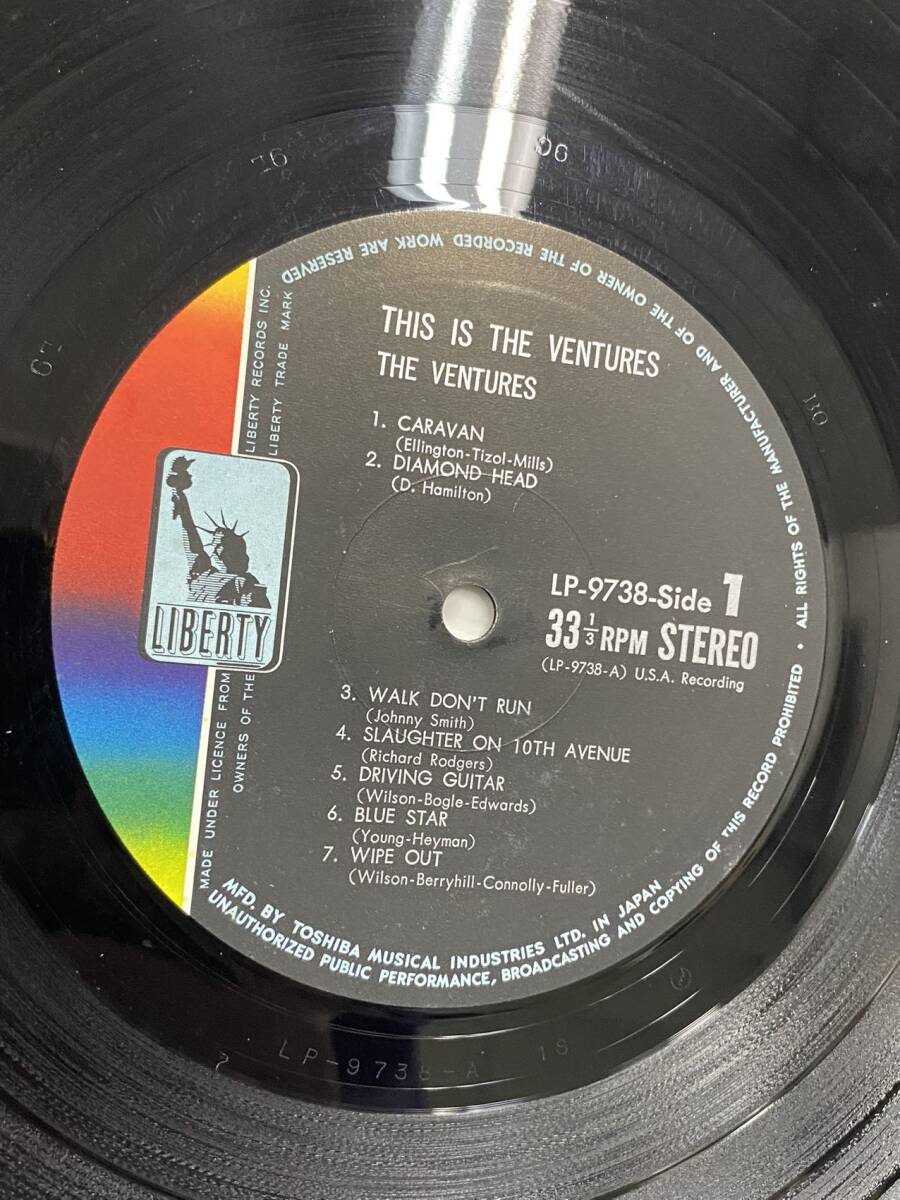 THIS IS THE VENTURES
THE VENTURES
1. CARAVAN
(Ellington-Tizol-Mills)
2. DIAMOND HEAD
(D. Hamilton)
LP-9738-Side 1
33 1/3 RPM STEREO
(LP-9738-A) U.S.A. Recording
3. WALK DON'T RUN
(Johnny Smith)
4. SLAUGHTER ON 10TH AVENUE
(Richard Rodgers)
5. DRIVING GUITAR
(Wilson-Bogle-Edwards)
6. BLUE STAR
(Young-Heyman)
7. WIPE OUT
(Wilson-Berryhill-Connolly-Fuller)
LIBERTY
MADE UNDER LICENCE FROM LIBERTY RECORDS INC.
OWNERS OF THE LIBERTY TRADE MARK
MFD. BY TOSHIBA MUSICAL INDUSTRIES LTD. IN JAPAN
UNAUTHORIZED PUBLIC PERFORMANCE, BROADCASTING AND COPYING OF THIS RECORD PROHIBITED • ALL RIGHTS OF THE MANUFACTURER AND OF THE OWNER OF THE RECORDED WORK ARE RESERVED
LP-9738-A 1S